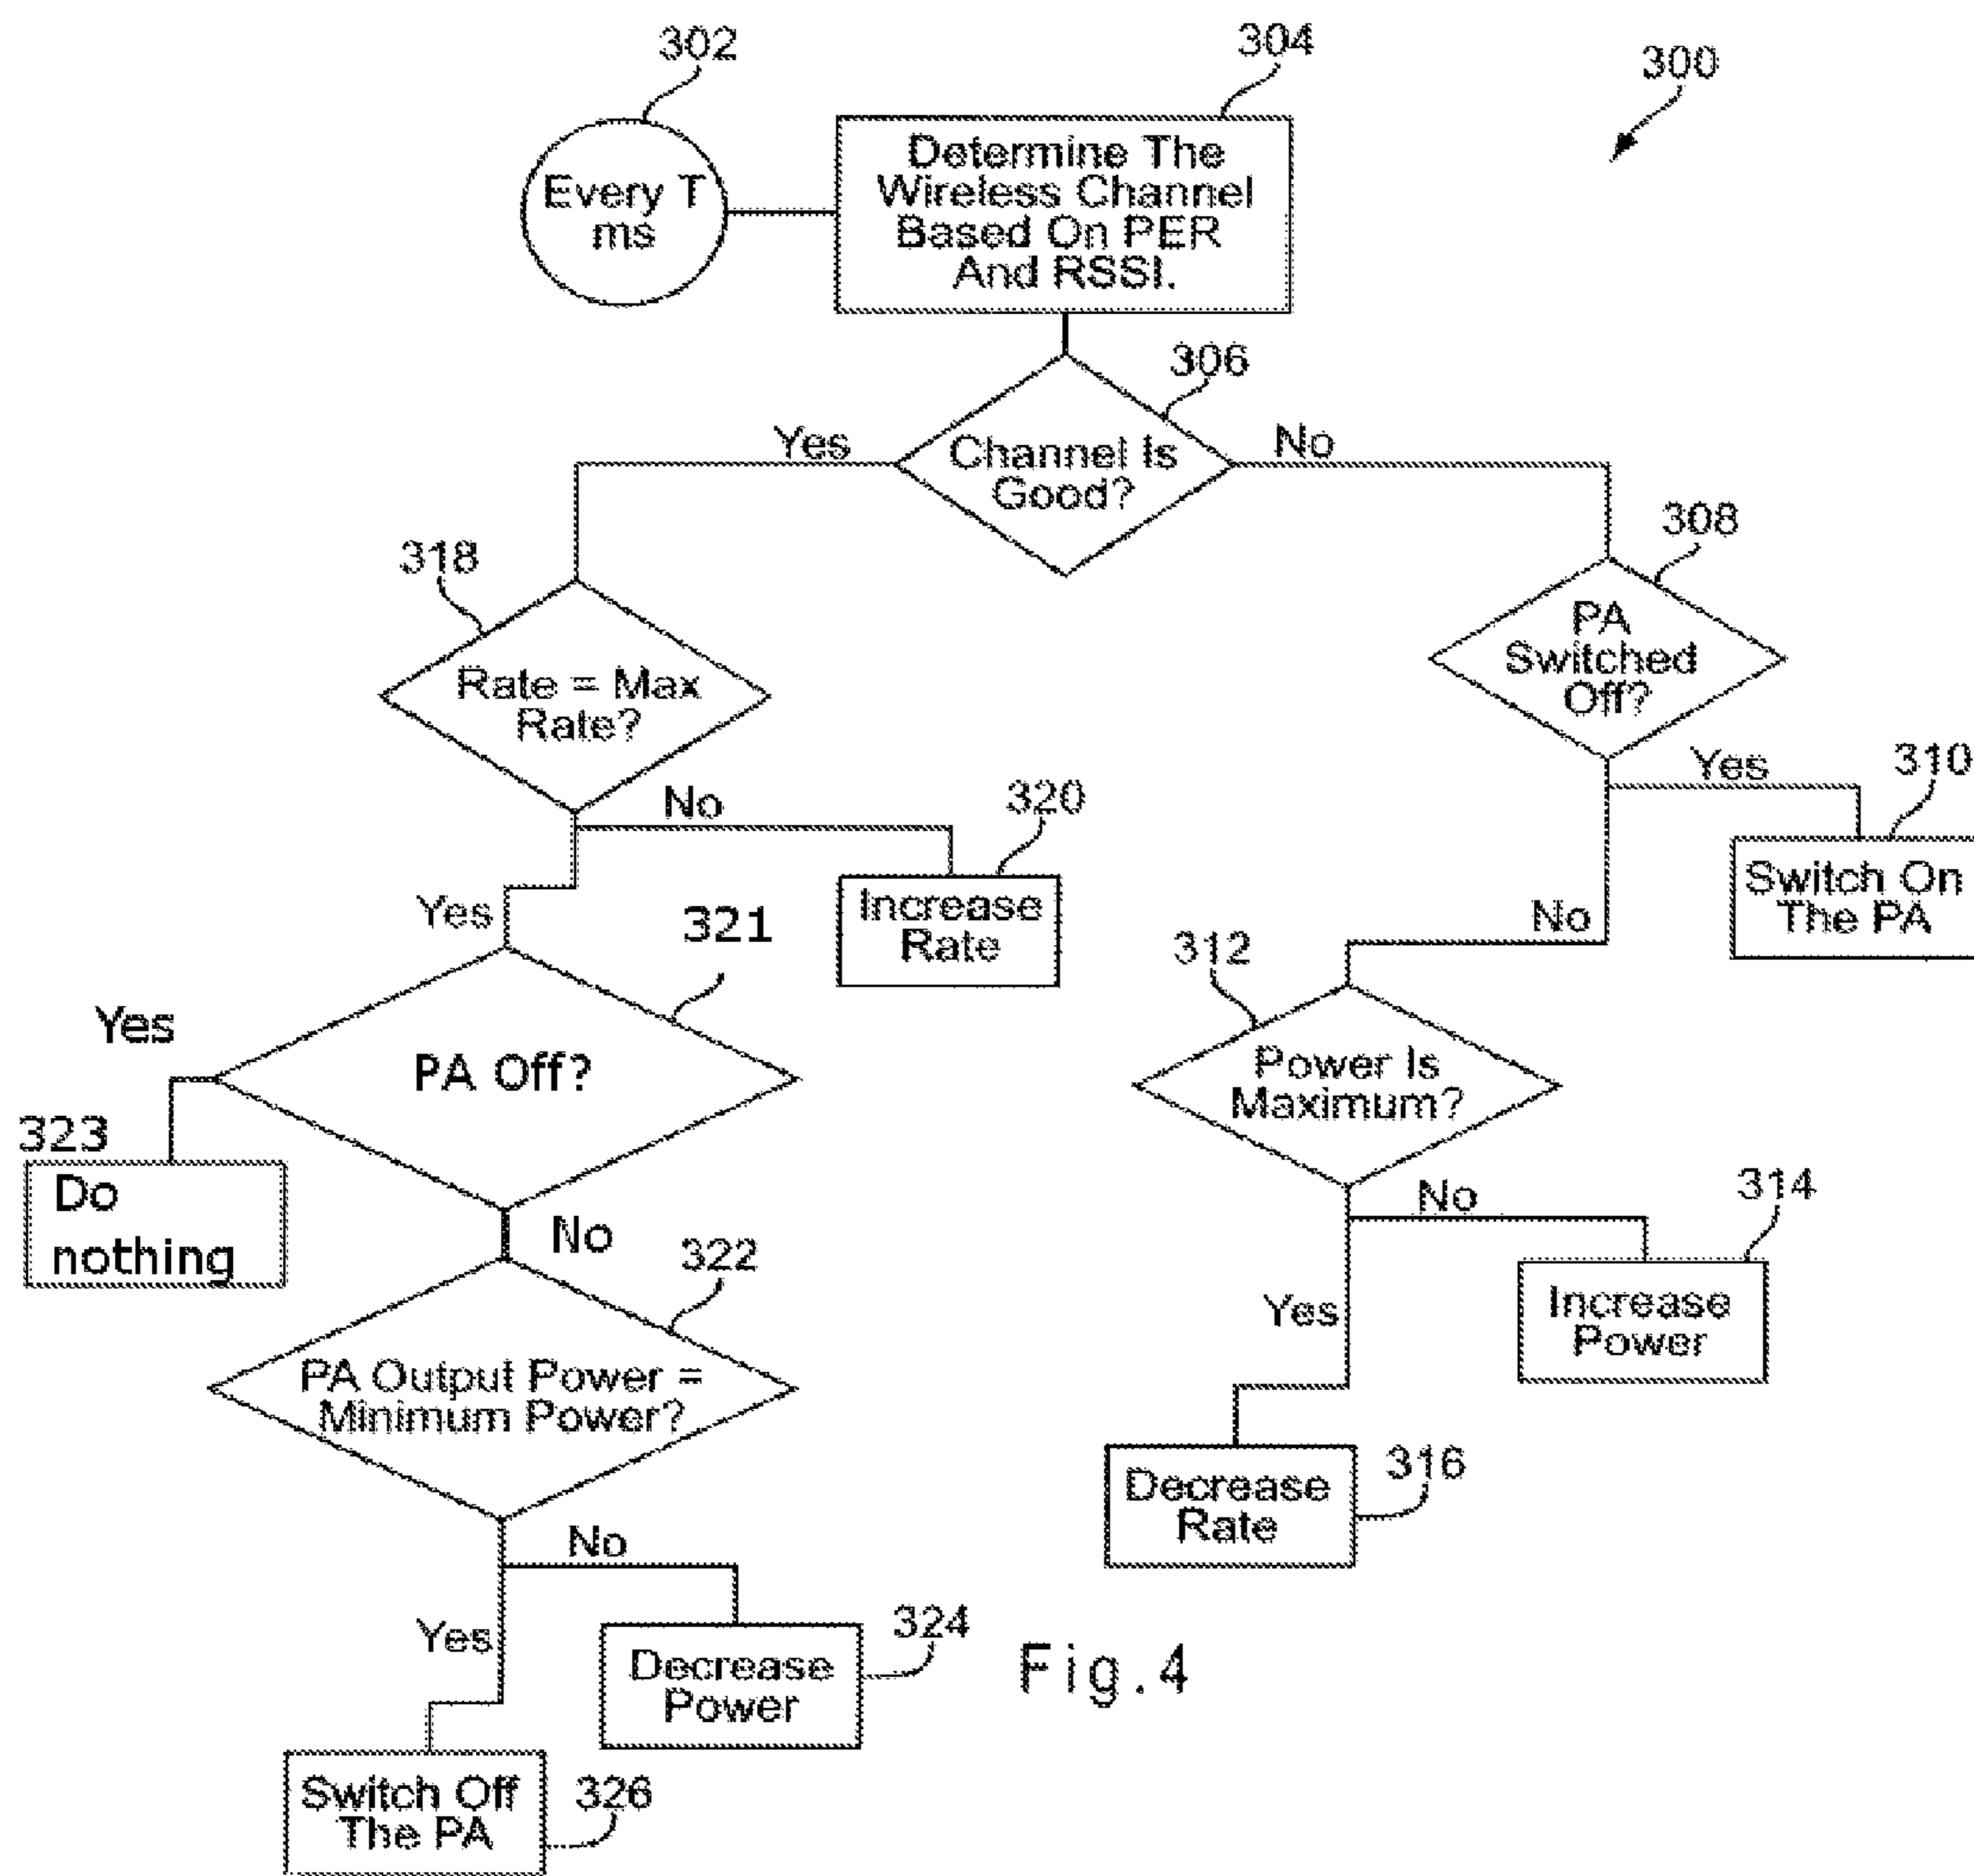 302
304
300
Every T
ms
Determine The
Wireless Channel
Based On PER
And RSSI.
306
Yes
Channel Is
Good?
No
308
318
PA
Switched
Off?
Rate = Max
Rate?
Yes
310
No
320
Switch On
The PA
Yes
Increase
Rate
321
No
312
Yes
PA Off?
Power Is
Maximum?
323
Do
nothing
No
314
No
322
Yes
Increase
Power
PA Output Power =
Minimum Power?
Decrease
Rate
316
No
Yes
Decrease
Power
324
Fig.4
Switch Off
The PA
326